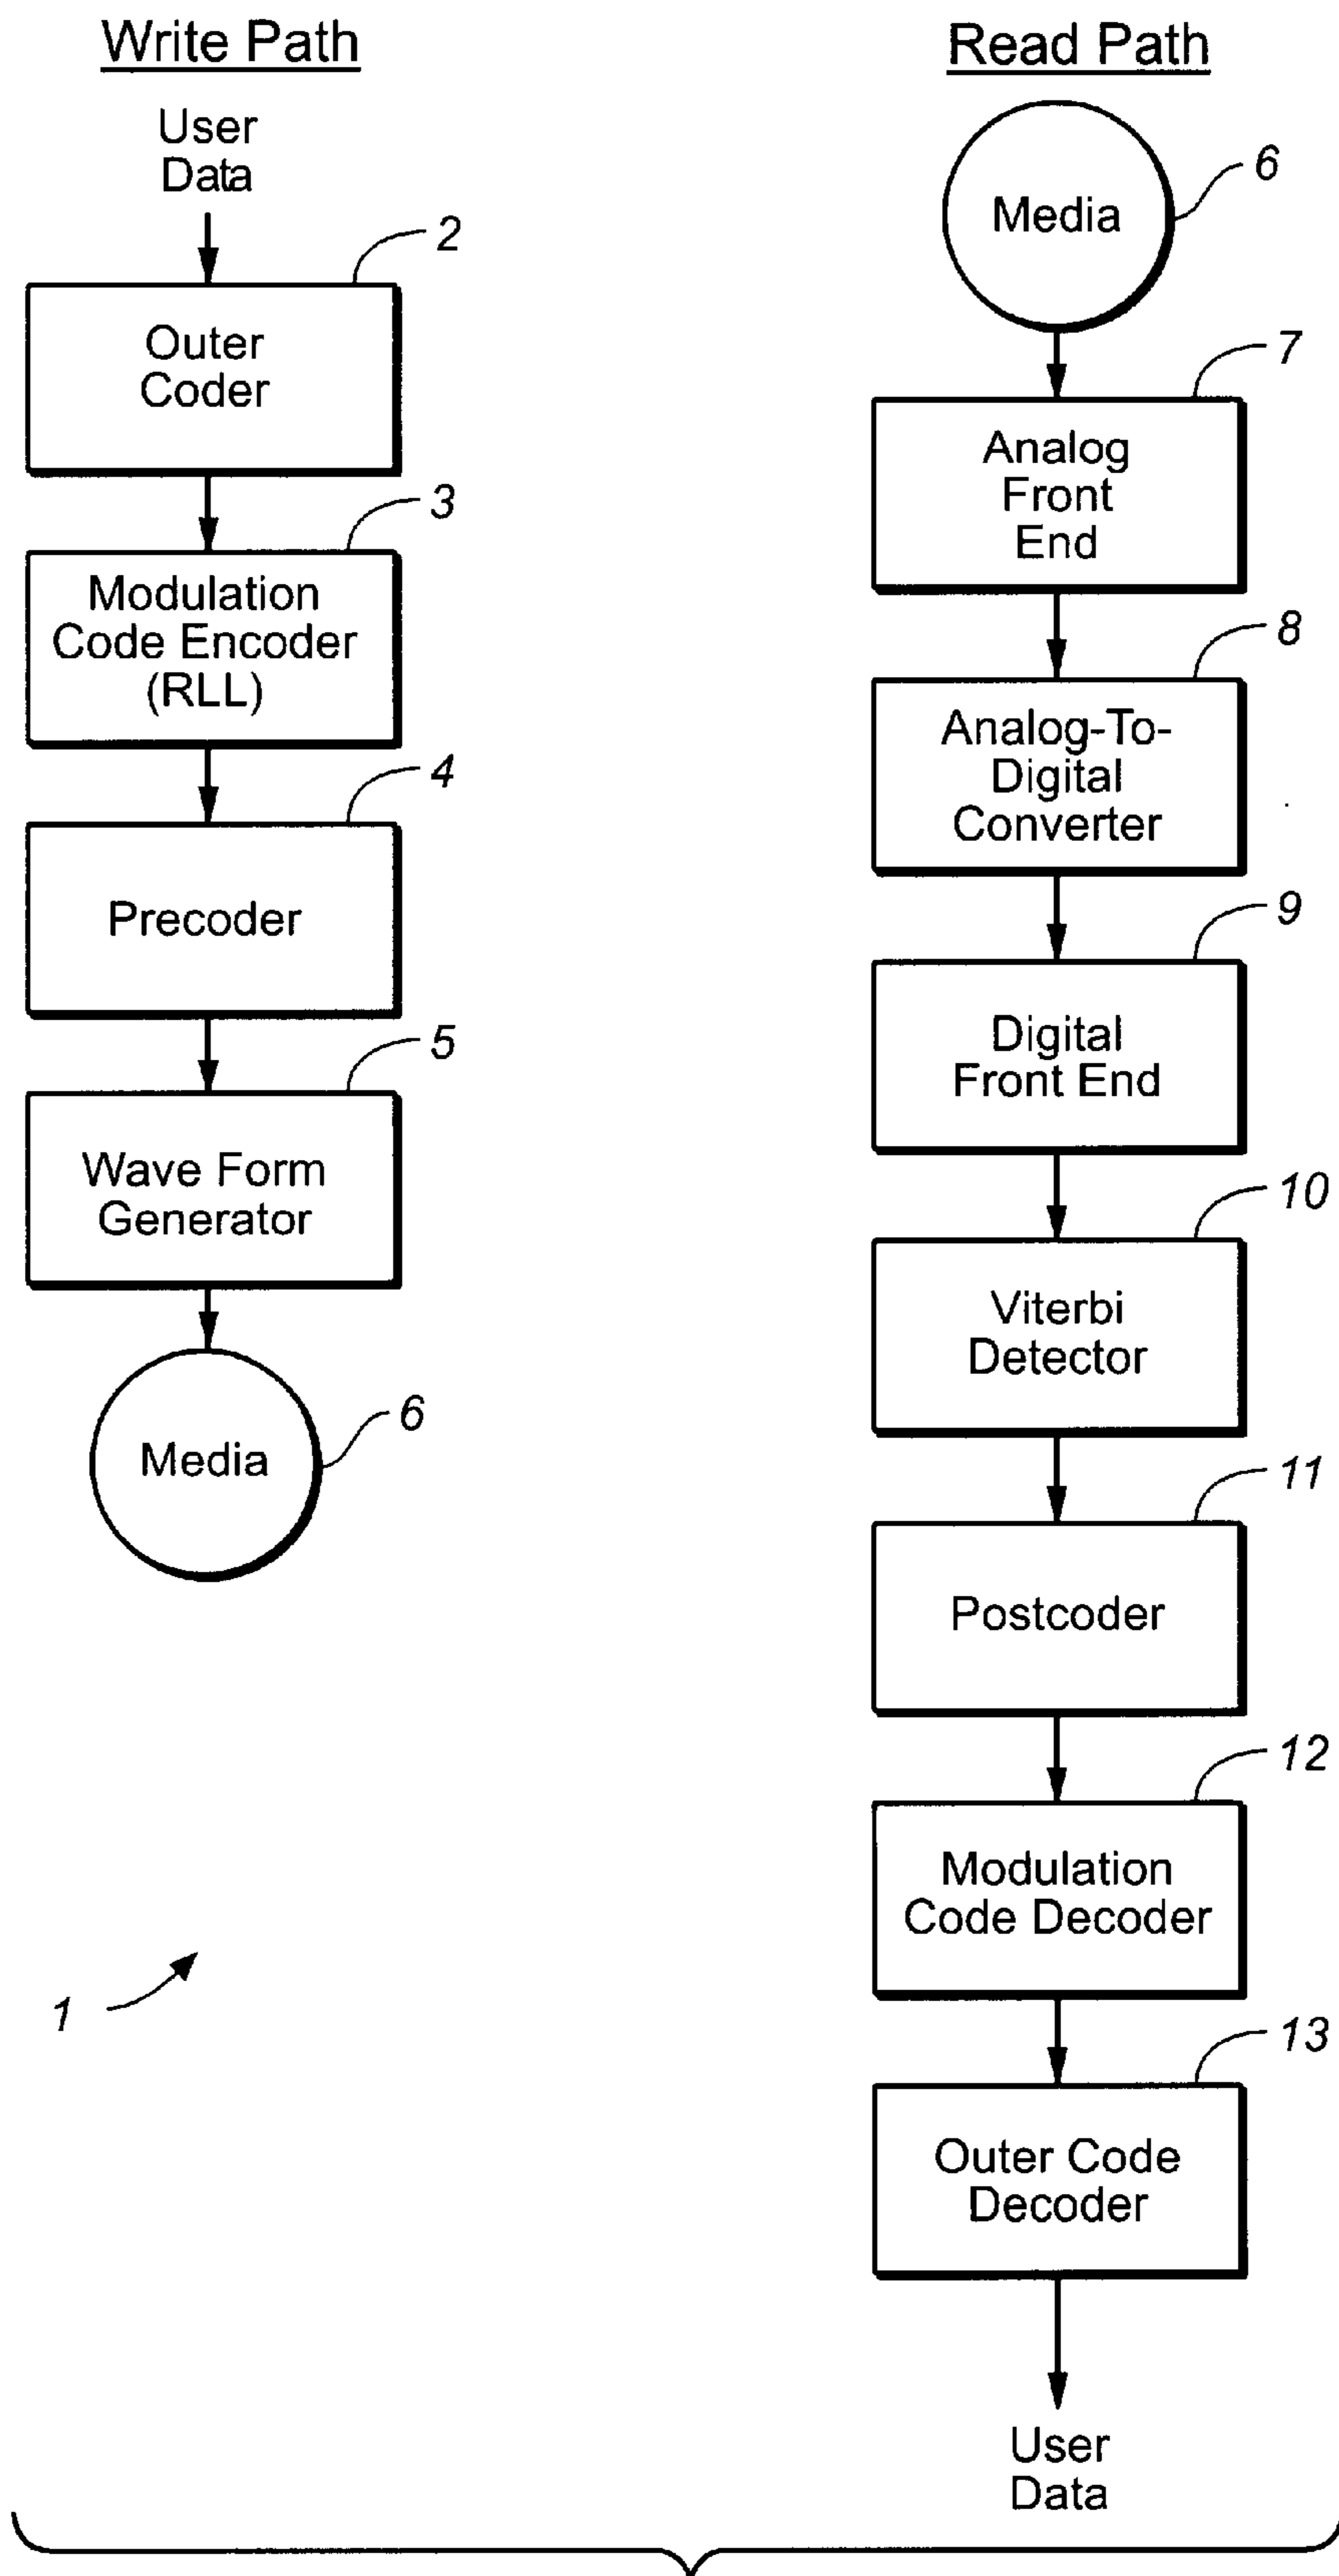 Write Path
User
Data
2
Outer
Coder
3
Modulation
Code Encoder
(RLL)
4
Precoder
5
Wave Form
Generator
6
Media
1
Read Path
6
Media
7
Analog
Front
End
8
Analog-To-
Digital
Converter
9
Digital
Front End
10
Viterbi
Detector
11
Postcoder
12
Modulation
Code Decoder
13
Outer Code
Decoder
User
Data